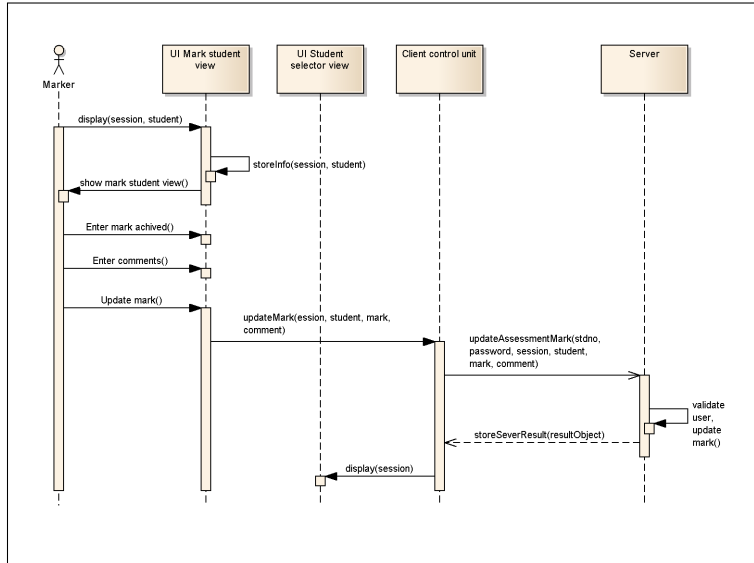 UI Mark student
view
UI Student
selector view
Client control unit
Server
Marker
display(session, student)
storeInfo(session, student)
show mark student view()
Enter mark achived()
Enter comments()
Update mark()
updateMark(ession, student, mark,
comment)
updateAssessmentMark(stdno,
password, session, student,
mark, comment)
validate
user,
update
mark()
storeSeverResult(resultObject)
display(session)